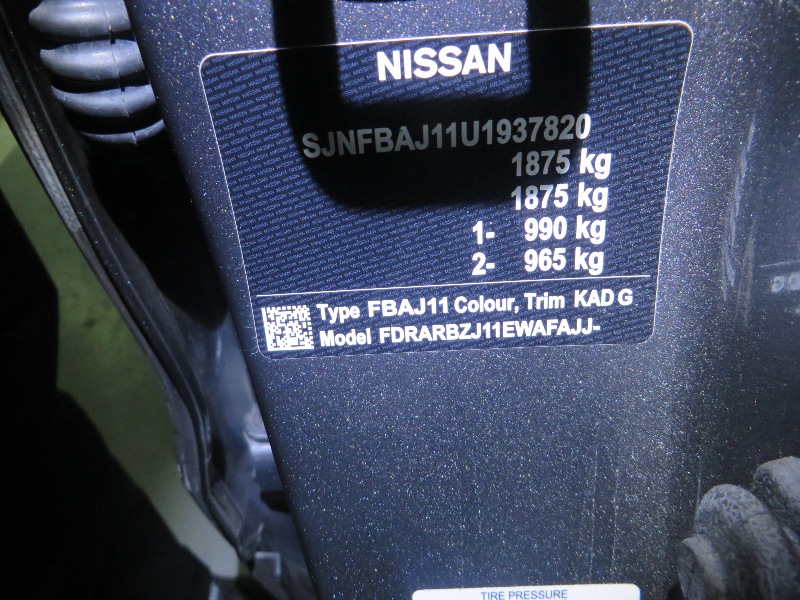 NISSAN
SJNFBAJ11U1937820
1875 kg
1875 kg
1- 990 kg
2- 965 kg
Type FBAJ11 Colour, Trim KAD G
Model FDRARBZJ11EWAFAJJ-
TIRE PRESSURE